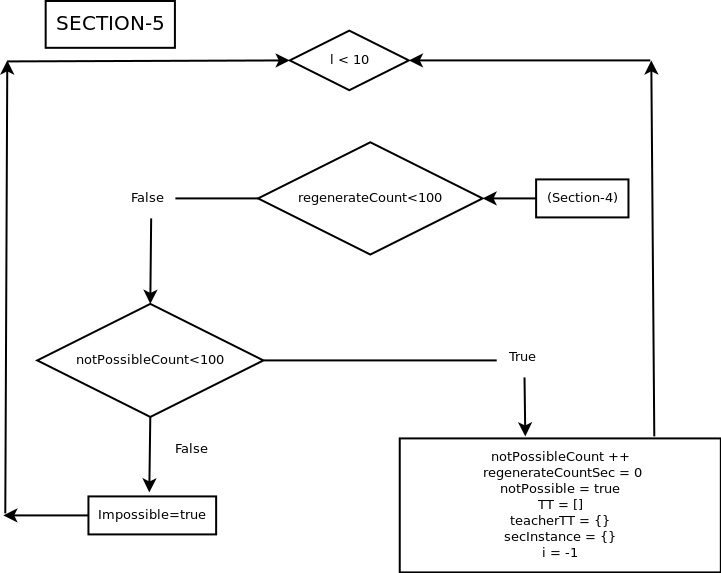 SECTION-5
l < 10
regenerateCount<100
(Section-4)
False
notPossibleCount<100
True
False
Impossible=true
notPossibleCount ++
regenerateCountSec = 0
notPossible = true
TT = []
teacherTT = {}
secInstance = {}
i = -1